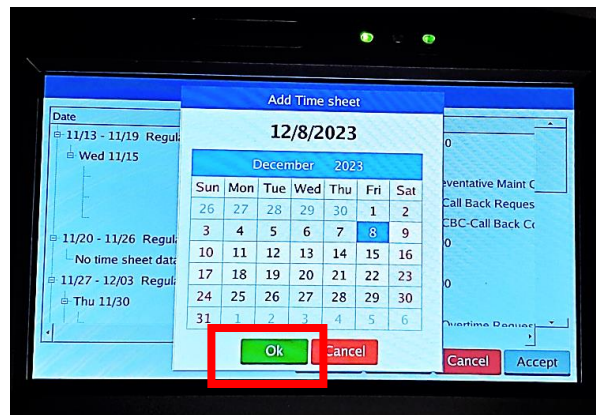 Add Time sheet
12/8/2023
December 2023
Sun Mon Tue Wed Thu Fri Sat
26 27 28 29 30 1 2
3 4 5 6 7 8 9
10 11 12 13 14 15 16
17 18 19 20 21 22 23
24 25 26 27 28 29 30
31 1 2 3 4 5 6
Ok Cancel
Date
11/13 - 11/19 Regul
Wed 11/15
11/20 - 11/26 Regul
No time sheet data
11/27 - 12/03 Regul
Thu 11/30
0
eventative Maint C
Call Back Reques
CBC-Call Back
0
0
Overtime Reques
Cancel Accept